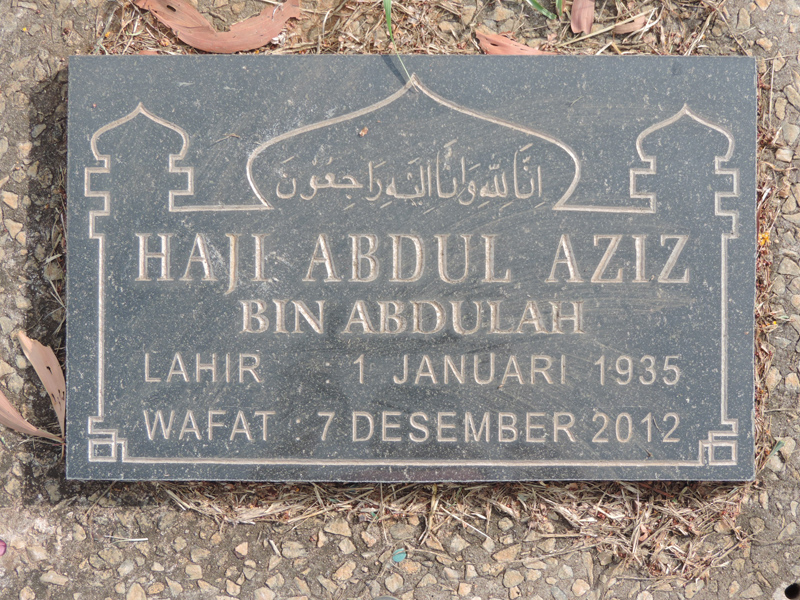 إِنَّا لِلّٰهِ وَإِنَّا إِلَيْهِ رَاجِعُونَ
HAJI ABDUL AZIZ
BIN ABDULAH
LAHIR : 1 JANUARI 1935
WAFAT : 7 DESEMBER 2012